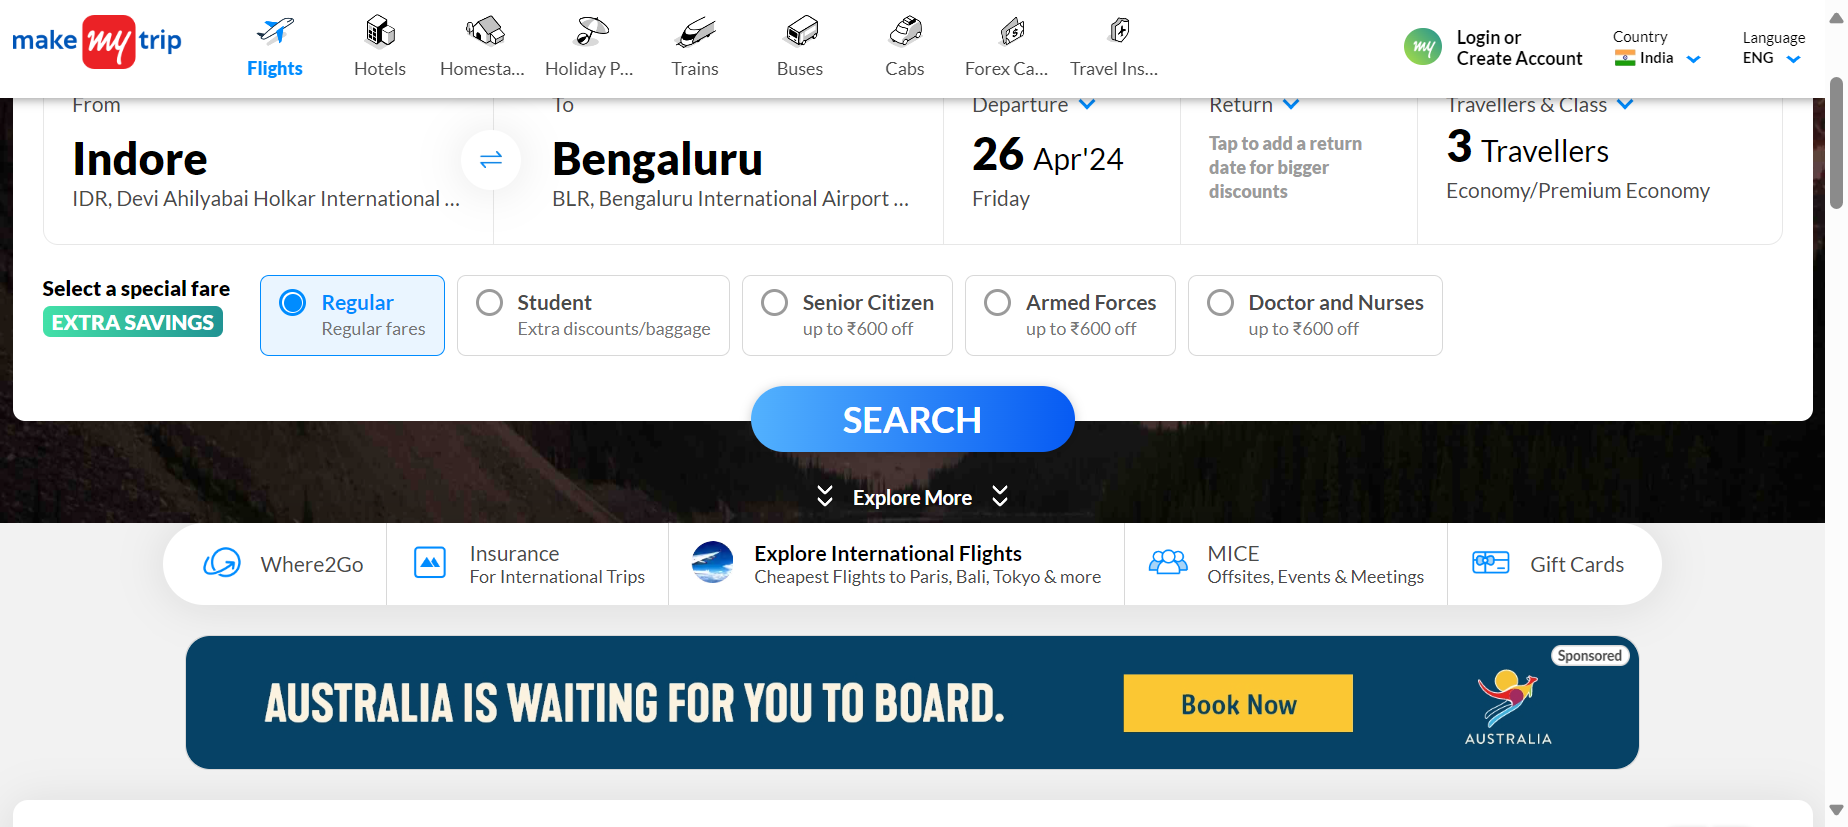 make my trip
Flights
Hotels
Homesta...
Holiday P...
Trains
Buses
Cabs
Forex Ca...
Travel Ins...
my
Login or
Create Account
Country
India
Language
ENG
From
Indore
IDR, Devi Ahilyabai Holkar International ...
To
Bengaluru
BLR, Bengaluru International Airport ...
Departure
26 Apr'24
Friday
Return
Tap to add a return
date for bigger
discounts
Travellers & Class
3 Travellers
Economy/Premium Economy
Select a special fare
EXTRA SAVINGS
Regular
Regular fares
Student
Extra discounts/baggage
Senior Citizen
up to ₹600 off
Armed Forces
up to ₹600 off
Doctor and Nurses
up to ₹600 off
SEARCH
Explore More
Where2Go
Insurance
For International Trips
Explore International Flights
Cheapest Flights to Paris, Bali, Tokyo & more
MICE
Offsites, Events & Meetings
Gift Cards
Sponsored
AUSTRALIA IS WAITING FOR YOU TO BOARD.
Book Now
AUSTRALIA